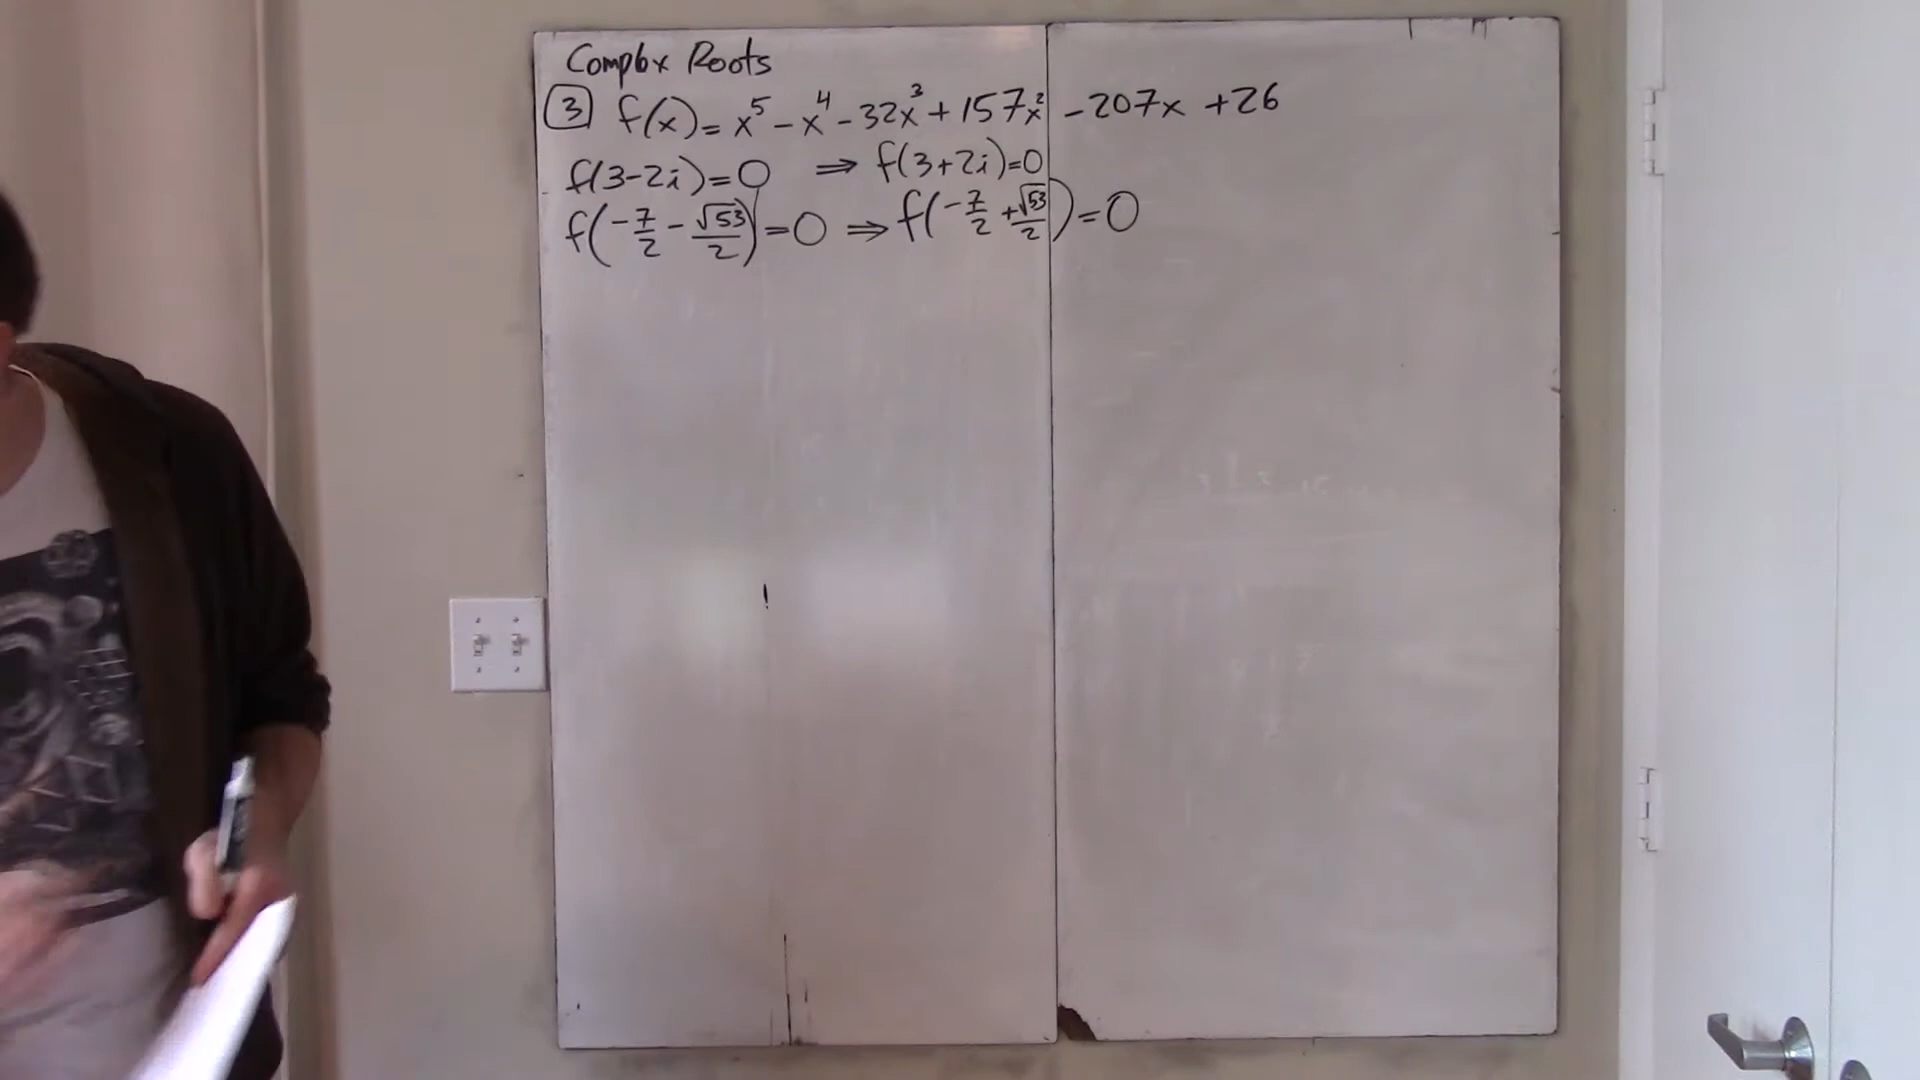 Complex Roots
3 f(x) = x⁵ - x⁴ - 32x³ + 157x² - 207x + 26
f(3-2i) = 0 ⇒ f(3+2i) = 0
f(-7/2 - √53/2) = 0 ⇒ f(-7/2 + √53/2) = 0